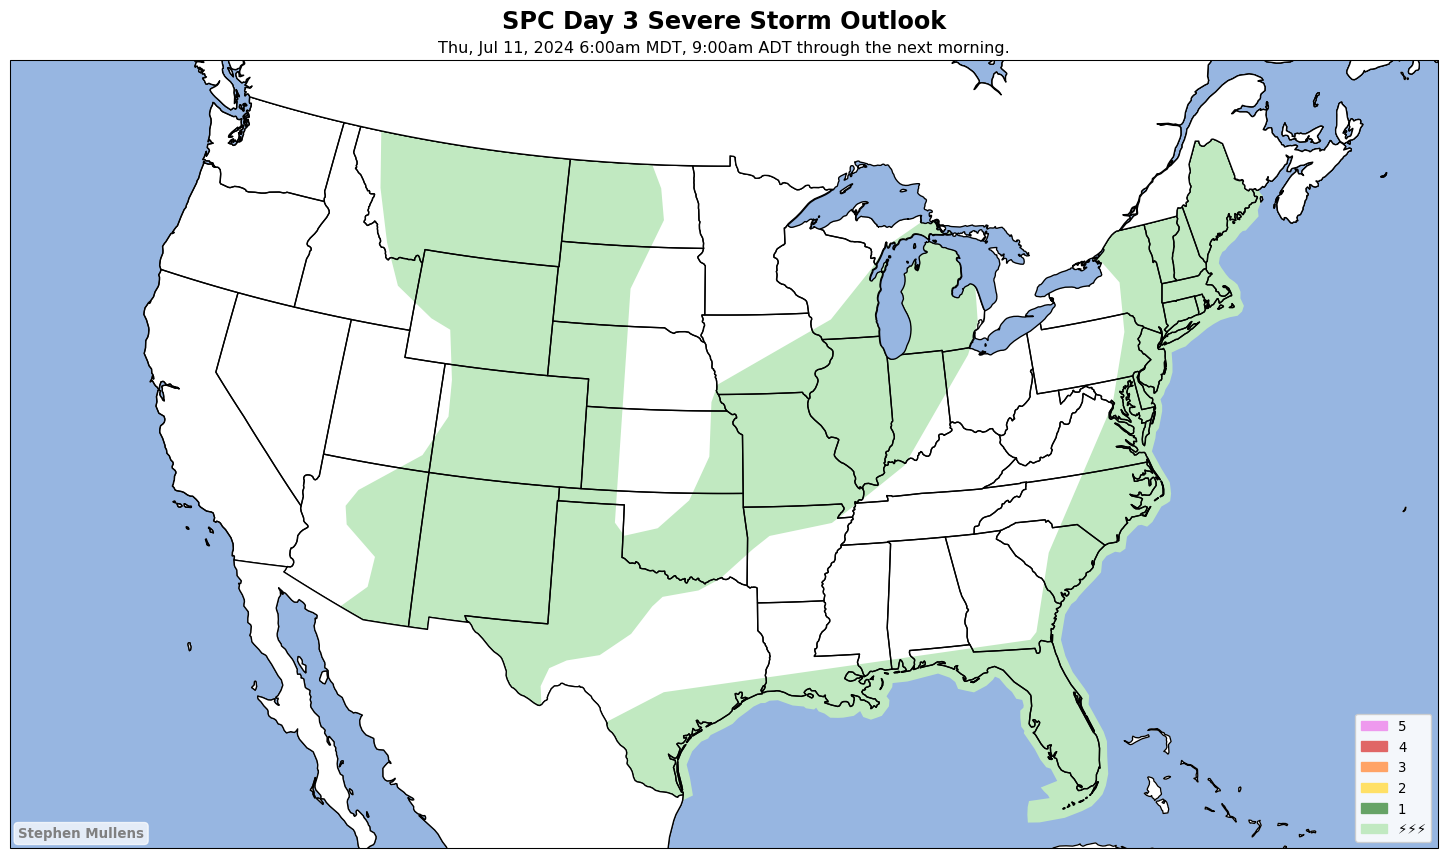 SPC Day 3 Severe Storm Outlook
Thu, Jul 11, 2024 6:00am MDT, 9:00am ADT through the next morning.
5
4
3
2
1
⚡⚡⚡
Stephen Mullens